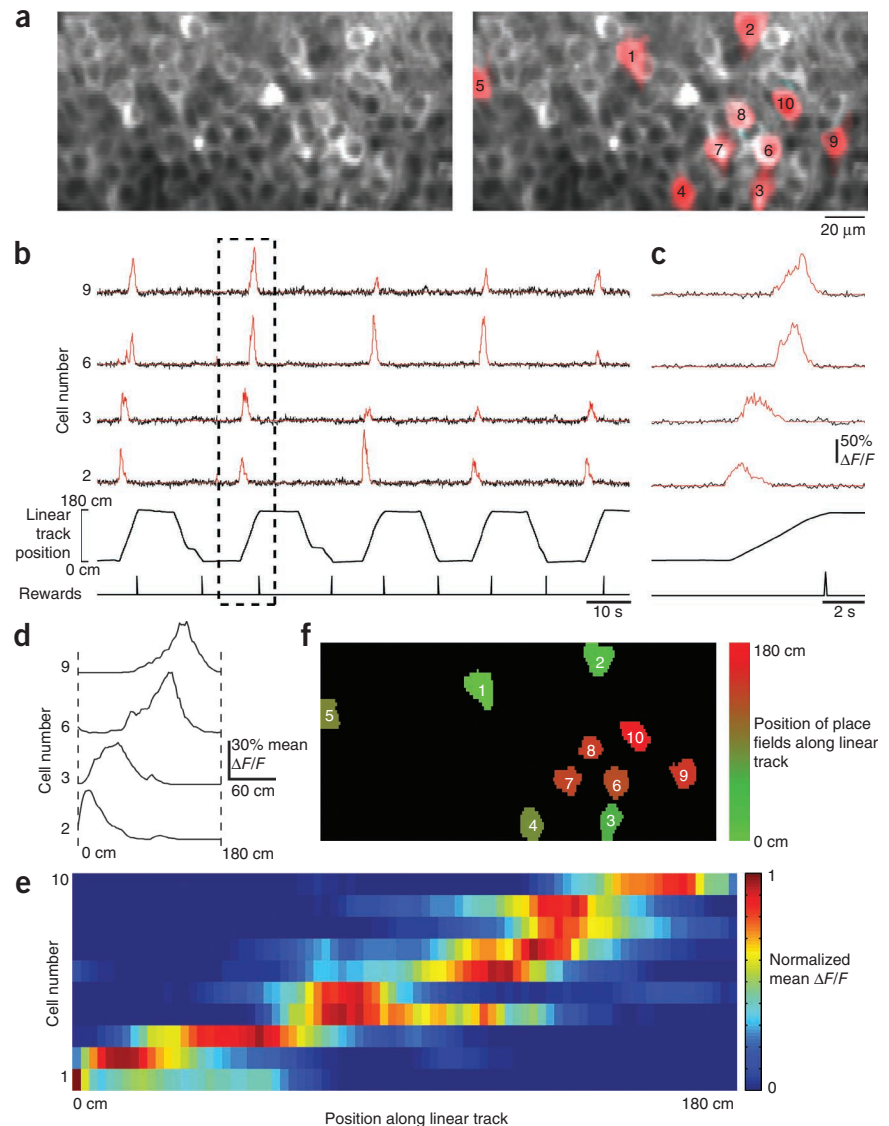 a
1
2
5
10
8
7
6
9
4
3
20 μm
b
c
Cell number
9
6
3
2
50%
ΔF/F
180 cm
Linear
track
position
0 cm
Rewards
10 s
2 s
d
f
Cell number
9
6
3
2
30% mean
ΔF/F
60 cm
0 cm
180 cm
1
2
5
10
8
7
6
9
4
3
180 cm
Position of place
fields along linear
track
0 cm
e
10
Cell number
1
0 cm
180 cm
Position along linear track
1
Normalized
mean ΔF/F
0